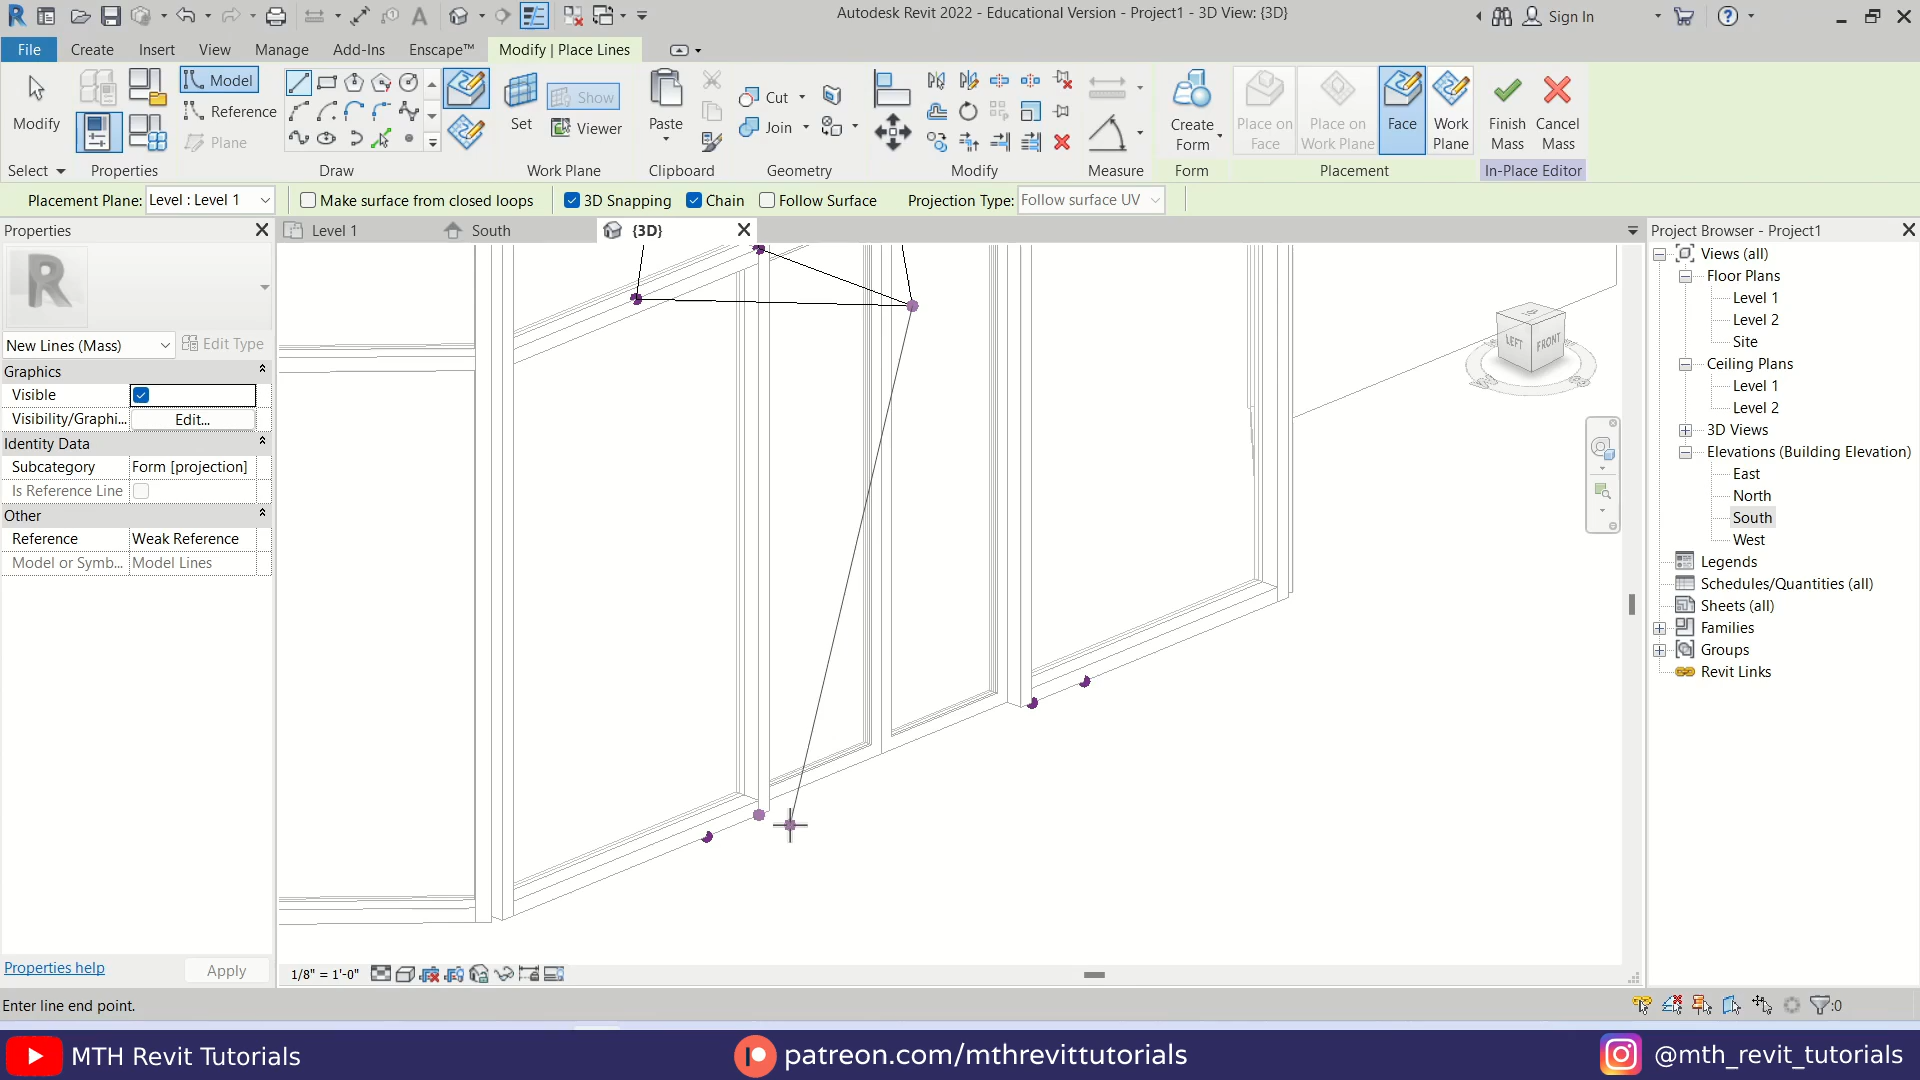 Autodesk Revit 2022 - Educational Version - Project1 - 3D View: {3D}
Sign In
File
Create
Insert
View
Manage
Add-Ins
Enscape™
Modify | Place Lines
Modify
Model
Reference
Plane
Set
Show
Viewer
Paste
Cut
Join
Create Form
Place on Face
Place on Work Plane
Face
Work Plane
Finish Mass
Cancel Mass
Select
Properties
Draw
Work Plane
Clipboard
Geometry
Modify
Measure
Form
Placement
In-Place Editor
Placement Plane: Level : Level 1
Make surface from closed loops
3D Snapping
Chain
Follow Surface
Projection Type: Follow surface UV
Properties
New Lines (Mass)
Edit Type
Graphics
Visible
Visibility/Graphi...
Edit...
Identity Data
Subcategory
Form [projection]
Is Reference Line
Other
Reference
Weak Reference
Model or Symb...
Model Lines
Properties help
Apply
Level 1
South
{3D}
LEFT
FRONT
1/8" = 1'-0"
Project Browser - Project1
Views (all)
Floor Plans
Level 1
Level 2
Site
Ceiling Plans
Level 1
Level 2
3D Views
Elevations (Building Elevation)
East
North
South
West
Legends
Schedules/Quantities (all)
Sheets (all)
Families
Groups
Revit Links
Enter line end point.
:0
MTH Revit Tutorials
patreon.com/mthrevittutorials
@mth_revit_tutorials